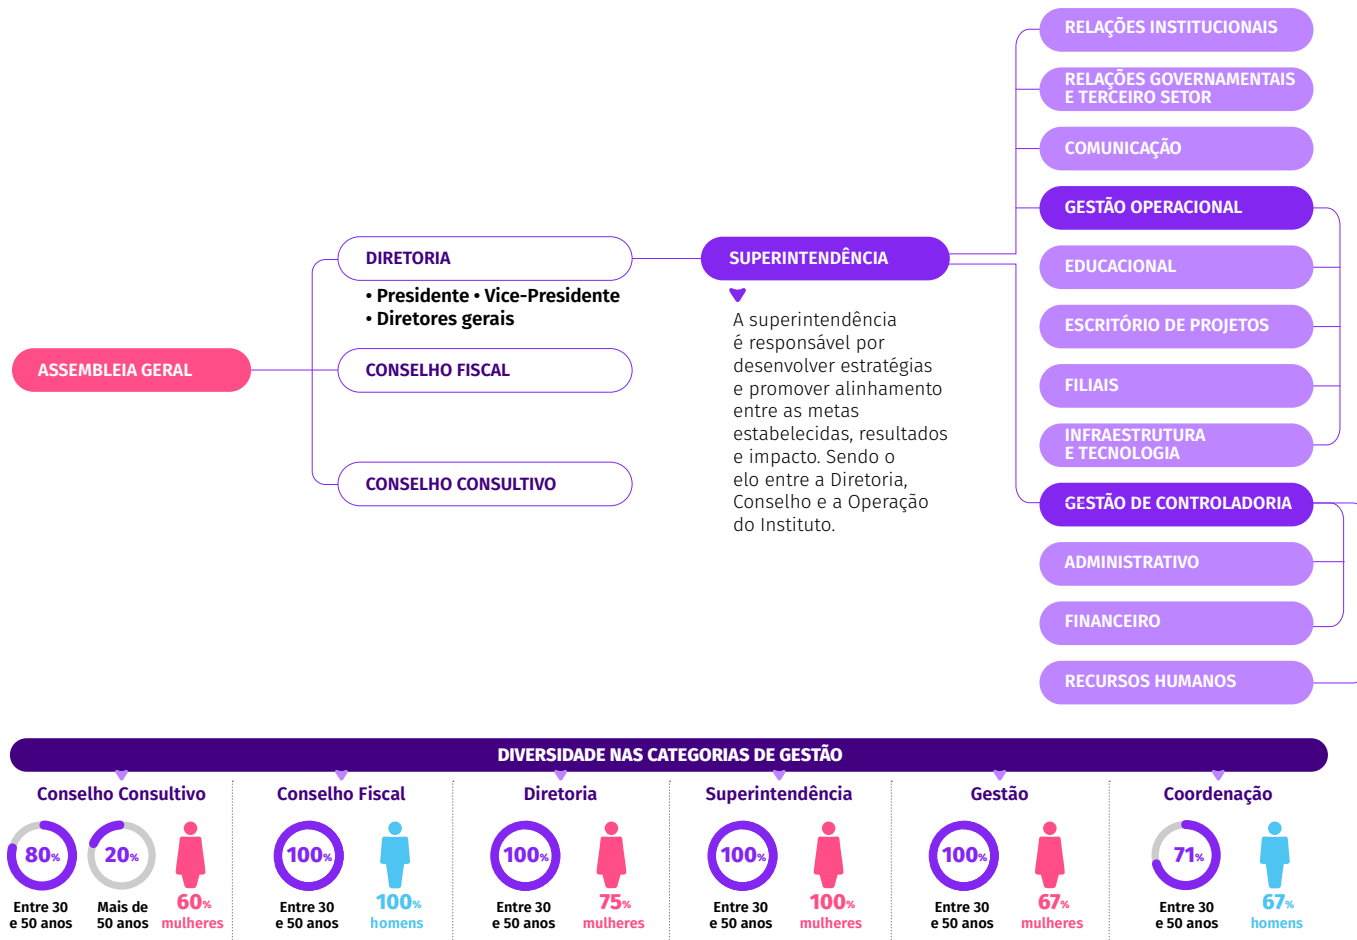 ASSEMBLEIA GERAL
DIRETORIA
• Presidente • Vice-Presidente
• Diretores gerais
CONSELHO FISCAL
CONSELHO CONSULTIVO
SUPERINTENDÊNCIA
A superintendência
é responsável por
desenvolver estratégias
e promover alinhamento
entre as metas
estabelecidas, resultados
e impacto. Sendo o
elo entre a Diretoria,
Conselho e a Operação
do Instituto.
RELAÇÕES INSTITUCIONAIS
RELAÇÕES GOVERNAMENTAIS
E TERCEIRO SETOR
COMUNICAÇÃO
GESTÃO OPERACIONAL
EDUCACIONAL
ESCRITÓRIO DE PROJETOS
FILIAIS
INFRAESTRUTURA
E TECNOLOGIA
GESTÃO DE CONTROLADORIA
ADMINISTRATIVO
FINANCEIRO
RECURSOS HUMANOS
DIVERSIDADE NAS CATEGORIAS DE GESTÃO
Conselho Consultivo
80%
Entre 30
e 50 anos
20%
Mais de
50 anos
60%
mulheres
Conselho Fiscal
100%
Entre 30
e 50 anos
100%
homens
Diretoria
100%
Entre 30
e 50 anos
75%
mulheres
Superintendência
100%
Entre 30
e 50 anos
100%
mulheres
Gestão
100%
Entre 30
e 50 anos
67%
mulheres
Coordenação
71%
Entre 30
e 50 anos
67%
homens